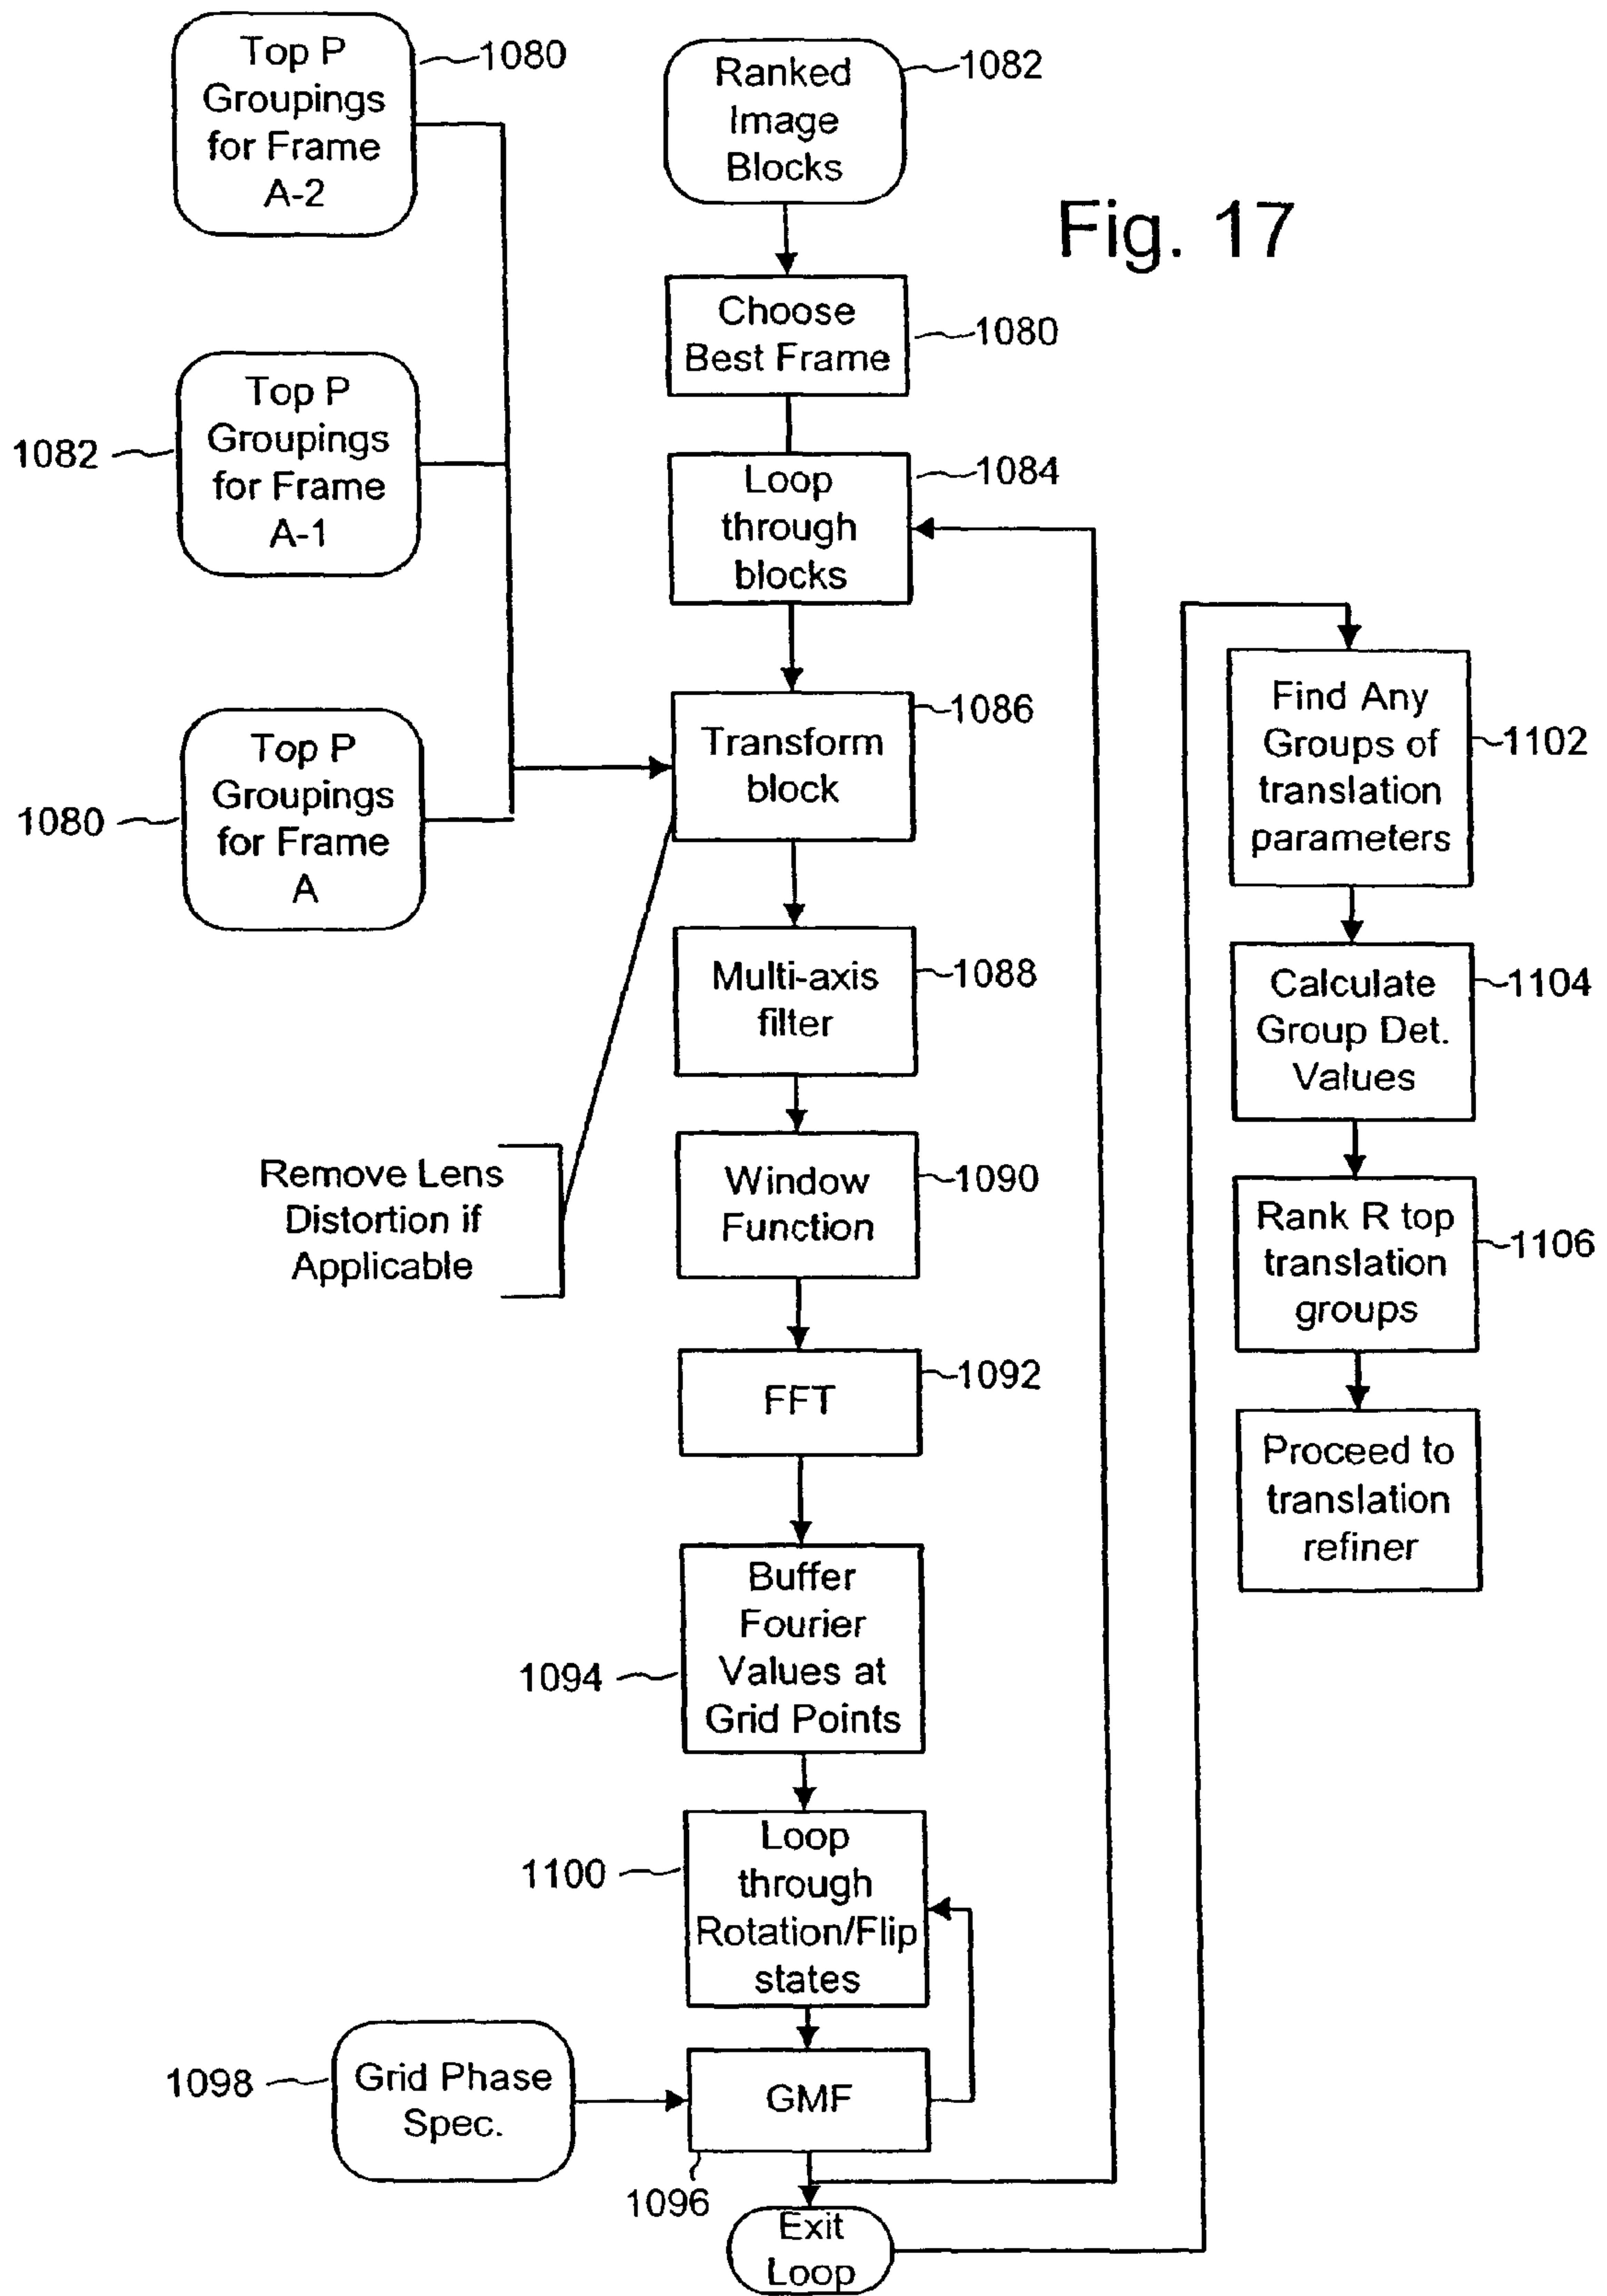 Top P
Groupings
for Frame
A-2
1080
Ranked
Image
Blocks
1082
Fig. 17
Choose
Best Frame
1080
Top P
Groupings
for Frame
A-1
1082
Loop
through
blocks
1084
Top P
Groupings
for Frame
A
1080
Transform
block
1086
Remove Lens
Distortion if
Applicable
Multi-axis
filter
1088
Window
Function
1090
FFT
1092
Buffer
Fourier
Values at
Grid Points
1094
Loop
through
Rotation/Flip
states
1100
Grid Phase
Spec.
1098
GMF
1096
Exit
Loop
Find Any
Groups of
translation
parameters
1102
Calculate
Group Det.
Values
1104
Rank R top
translation
groups
1106
Proceed to
translation
refiner